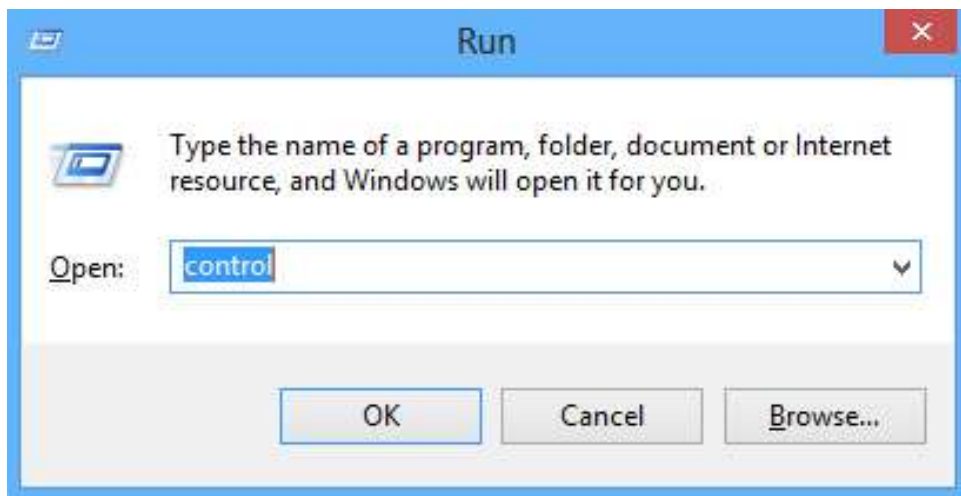 Run
Type the name of a program, folder, document or Internet
resource, and Windows will open it for you.
Open: control
OK Cancel Browse...